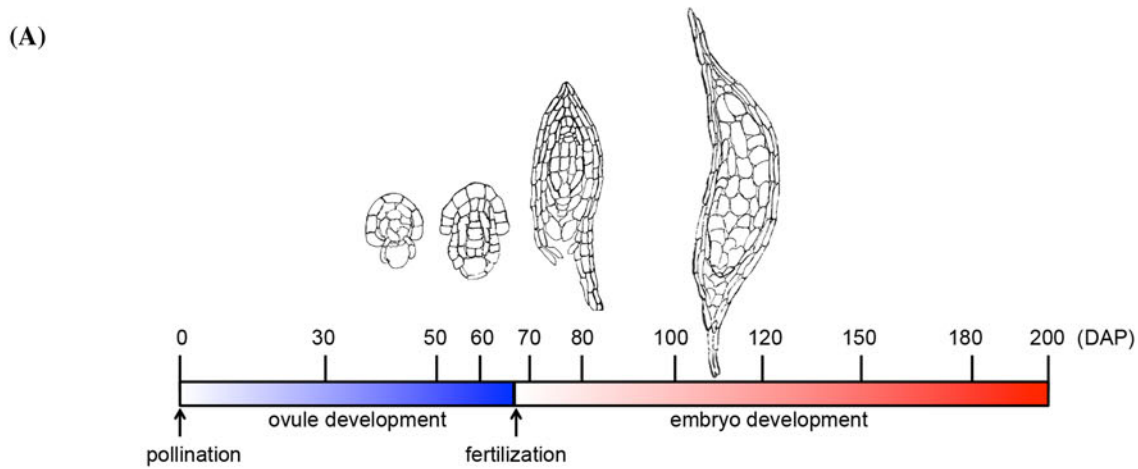 (A)
0 30 50 60 70 80 100 120 150 180 200 (DAP)
ovule development embryo development
pollination fertilization